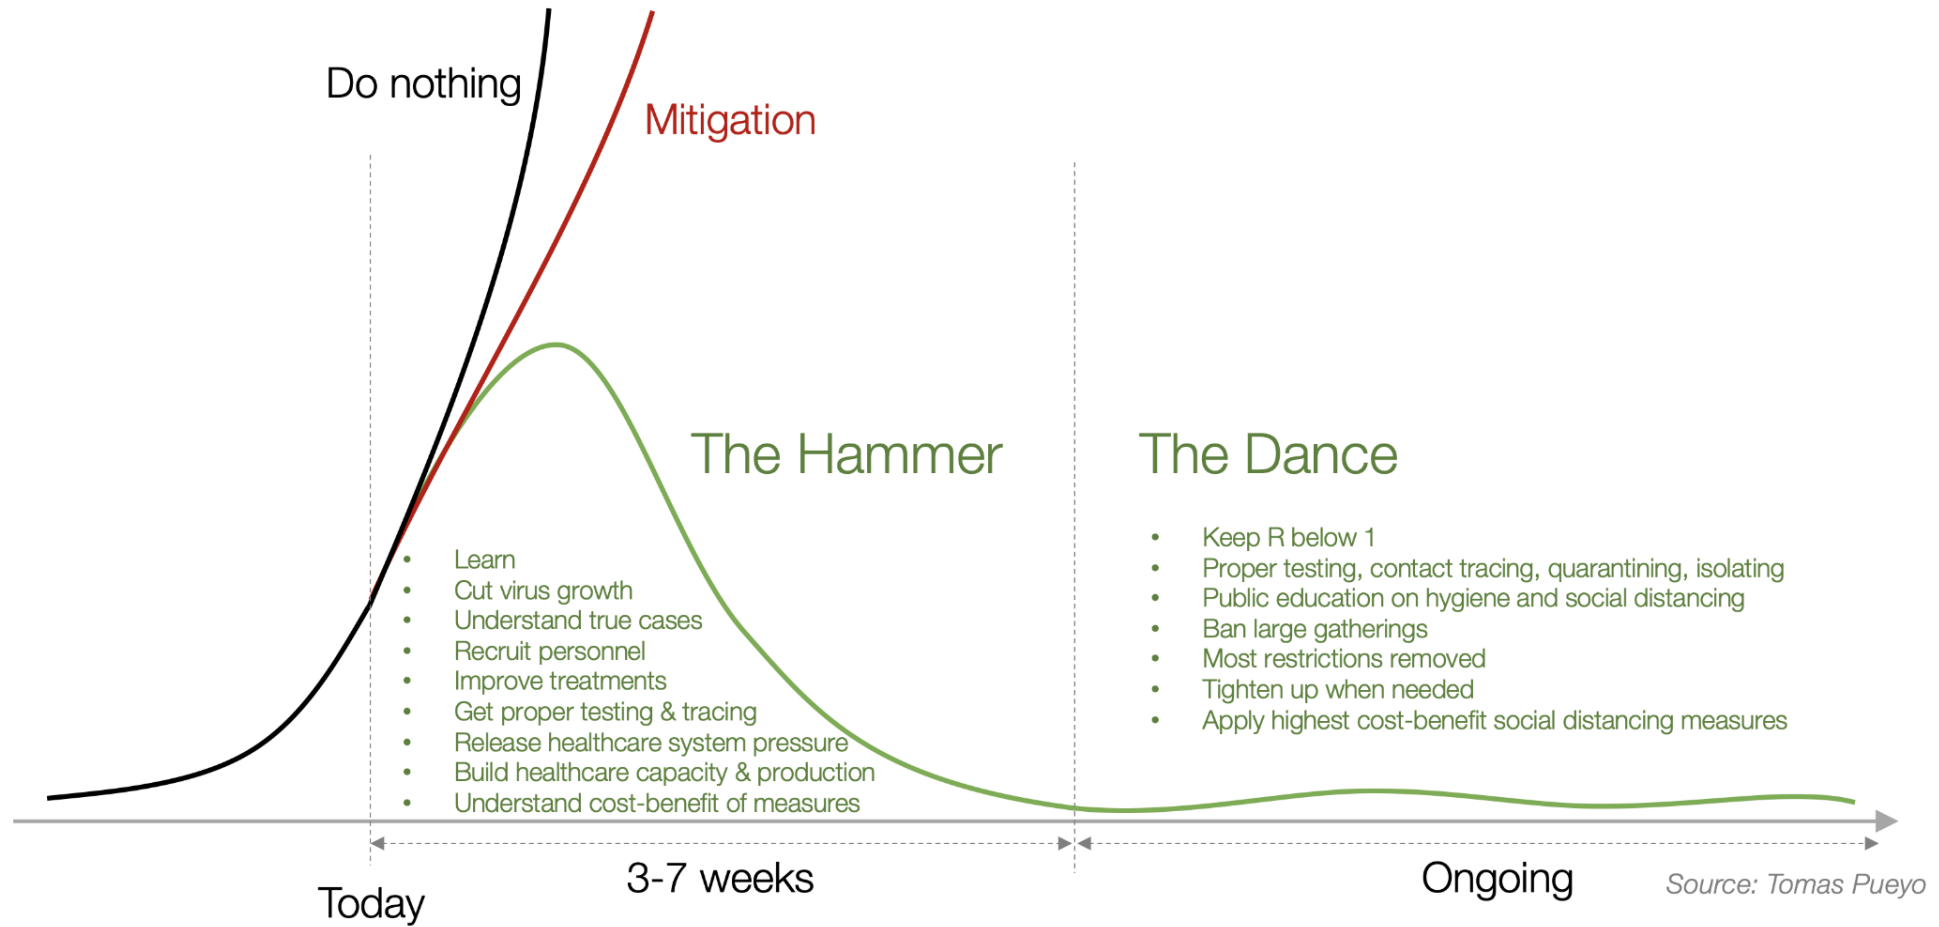 Do nothing
Mitigation
The Hammer
• Learn
• Cut virus growth
• Understand true cases
• Recruit personnel
• Improve treatments
• Get proper testing & tracing
• Release healthcare system pressure
• Build healthcare capacity & production
• Understand cost-benefit of measures
The Dance
• Keep R below 1
• Proper testing, contact tracing, quarantining, isolating
• Public education on hygiene and social distancing
• Ban large gatherings
• Most restrictions removed
• Tighten up when needed
• Apply highest cost-benefit social distancing measures
Today
3-7 weeks
Ongoing
Source: Tomas Pueyo